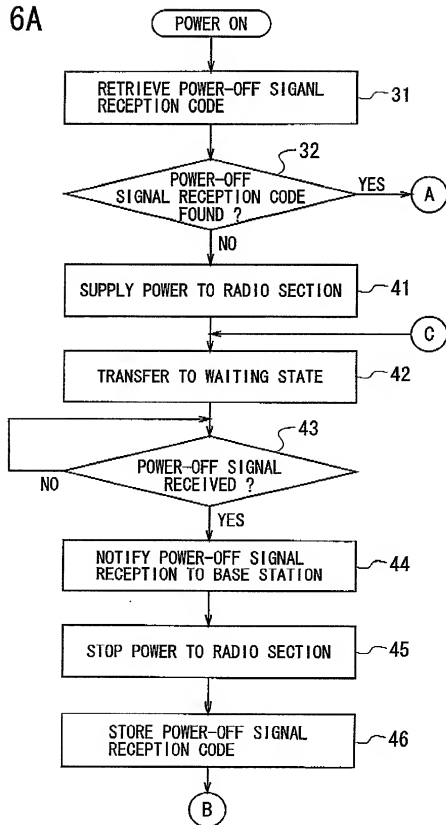 6A
POWER ON
RETRIEVE POWER-OFF SIGANL
RECEPTION CODE
31
32
POWER-OFF
SIGNAL RECEPTION CODE
FOUND ?
YES
A
NO
SUPPLY POWER TO RADIO SECTION
41
C
TRANSFER TO WAITING STATE
42
43
POWER-OFF SIGNAL
RECEIVED ?
NO
YES
NOTIFY POWER-OFF SIGNAL
RECEPTION TO BASE STATION
44
STOP POWER TO RADIO SECTION
45
STORE POWER-OFF SIGNAL
RECEPTION CODE
46
B